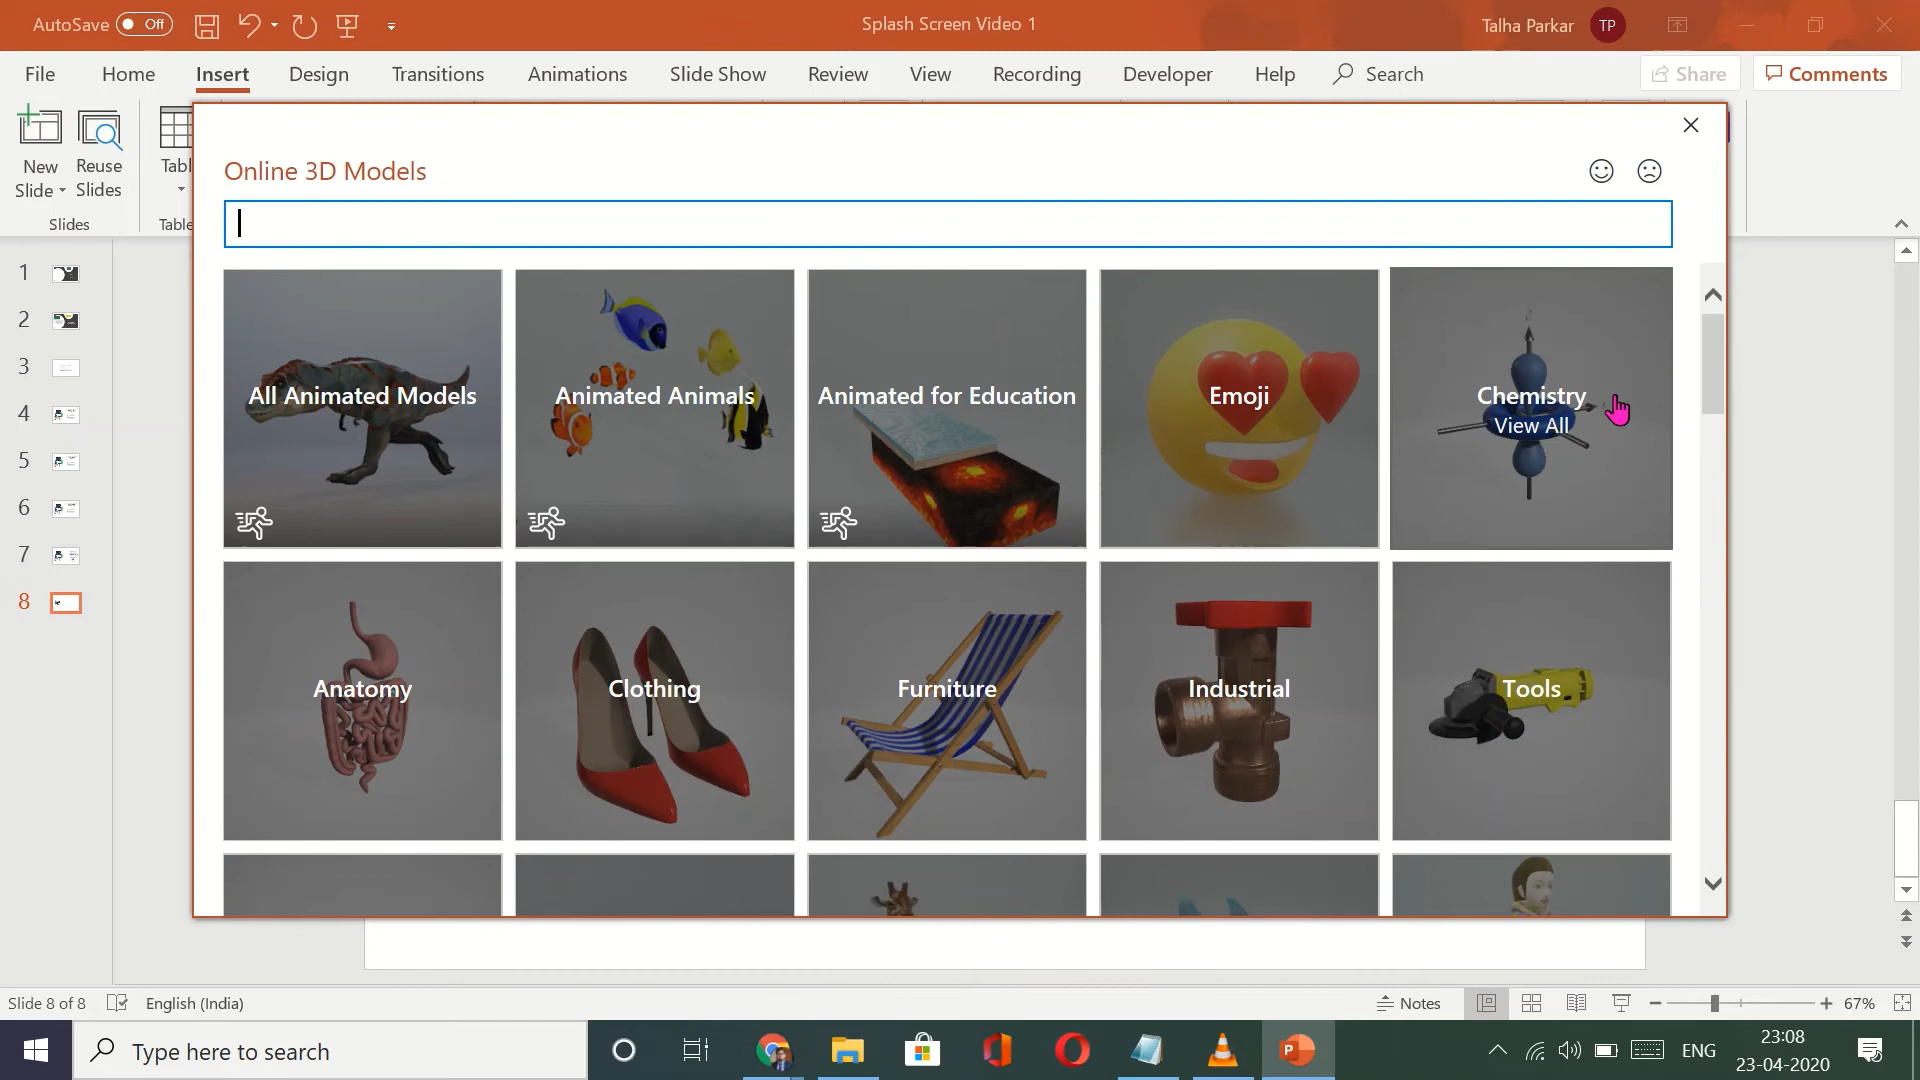 AutoSave Off
Splash Screen Video 1
Talha Parkar TP
File Home Insert Design Transitions Animations Slide Show Review View Recording Developer Help Search Share Comments
New Slide
Reuse Slides
Slides
Tabl
Table
Online 3D Models
All Animated Models
Animated Animals
Animated for Education
Emoji
Chemistry
View All
Anatomy
Clothing
Furniture
Industrial
Tools
1
2
3
4
5
6
7
8
Slide 8 of 8 English (India) Notes 67%
Type here to search
ENG
23:08
23-04-2020